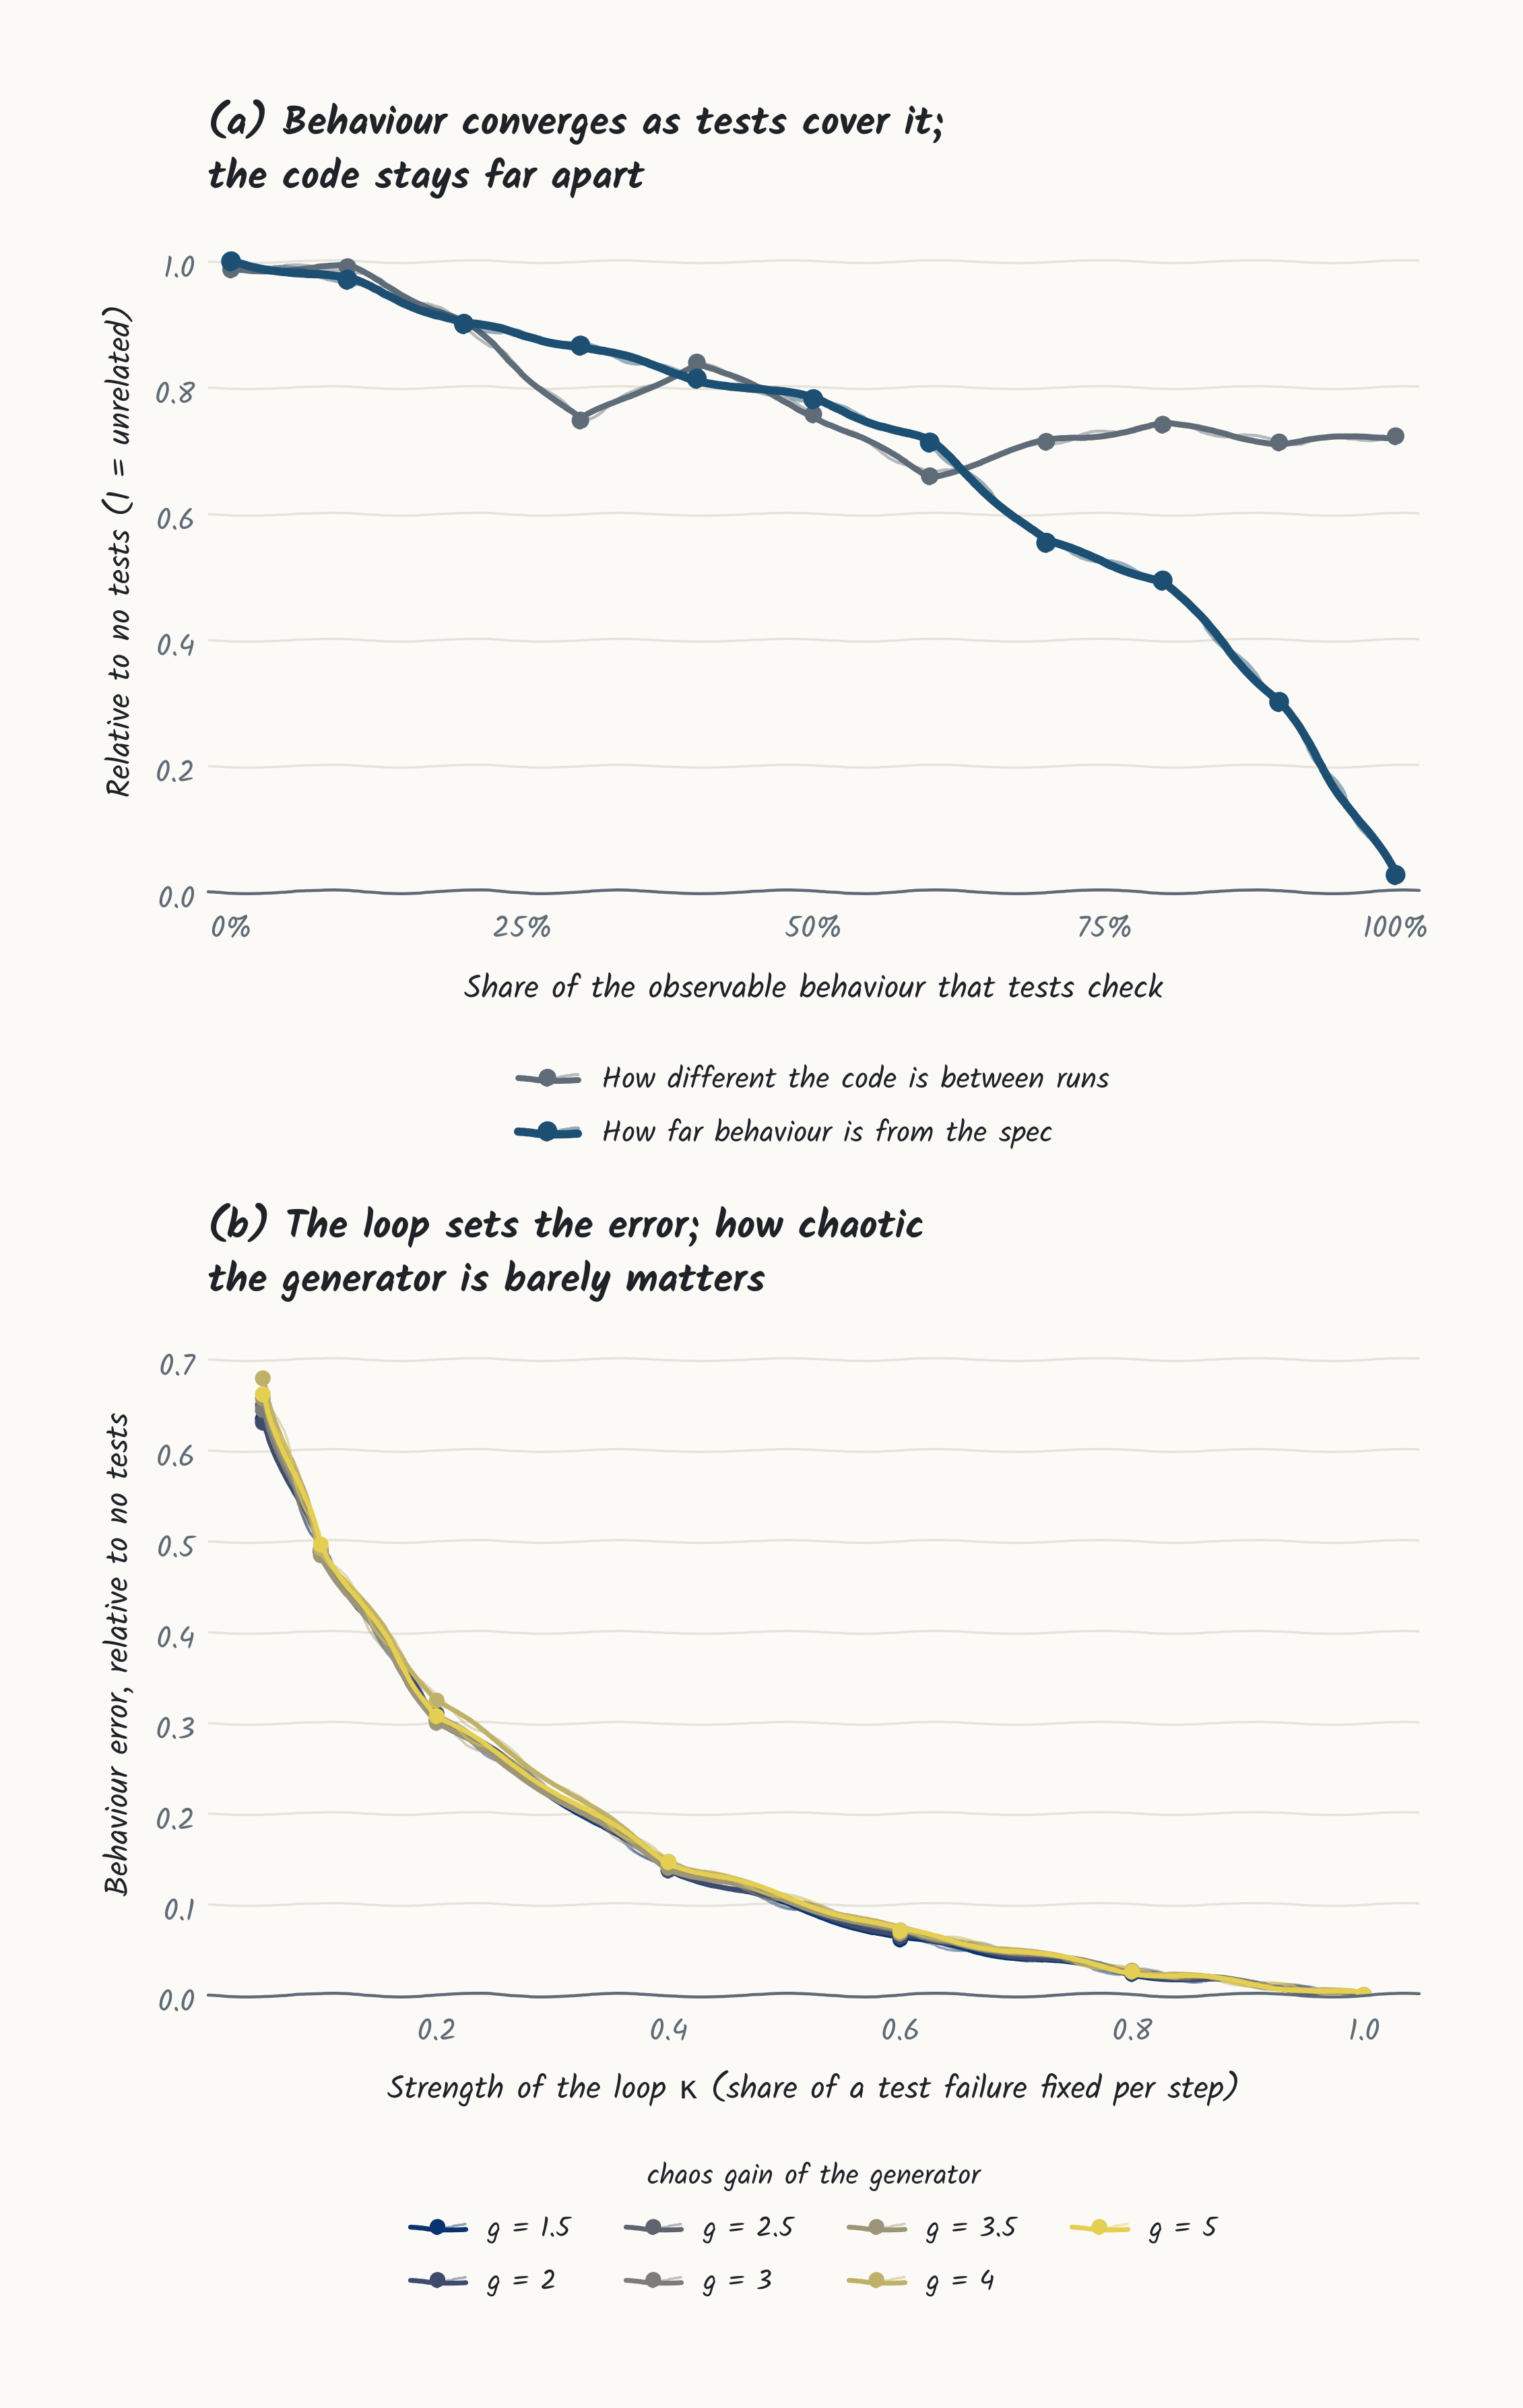 (a) Behaviour converges as tests cover it;
the code stays far apart
Relative to no tests (1 = unrelated)
1.0
0.8
0.6
0.4
0.2
0.0
0%
25%
50%
75%
100%
Share of the observable behaviour that tests check
How different the code is between runs
How far behaviour is from the spec
(b) The loop sets the error; how chaotic
the generator is barely matters
Behaviour error, relative to no tests
0.7
0.6
0.5
0.4
0.3
0.2
0.1
0.0
0.2
0.4
0.6
0.8
1.0
Strength of the loop κ (share of a test failure fixed per step)
chaos gain of the generator
g = 1.5
g = 2.5
g = 3.5
g = 5
g = 2
g = 3
g = 4